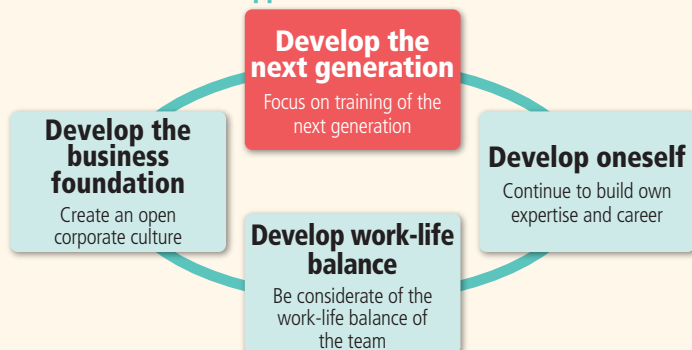 Develop the
next generation
Focus on training of the
next generation
Develop the
business
foundation
Create an open
corporate culture
Develop oneself
Continue to build own
expertise and career
Develop work-life
balance
Be considerate of the
work-life balance of
the team